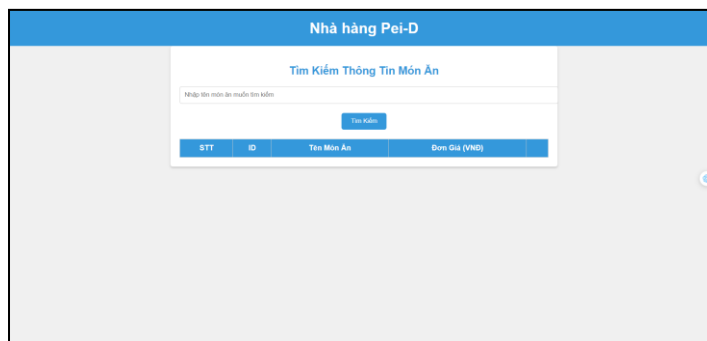 Nhà hàng Pei-D
Tìm Kiếm Thông Tin Món Ăn
Nhập tên món ăn muốn tìm kiếm
Tìm Kiếm
STT ID Tên Món Ăn Đơn Giá (VNĐ)